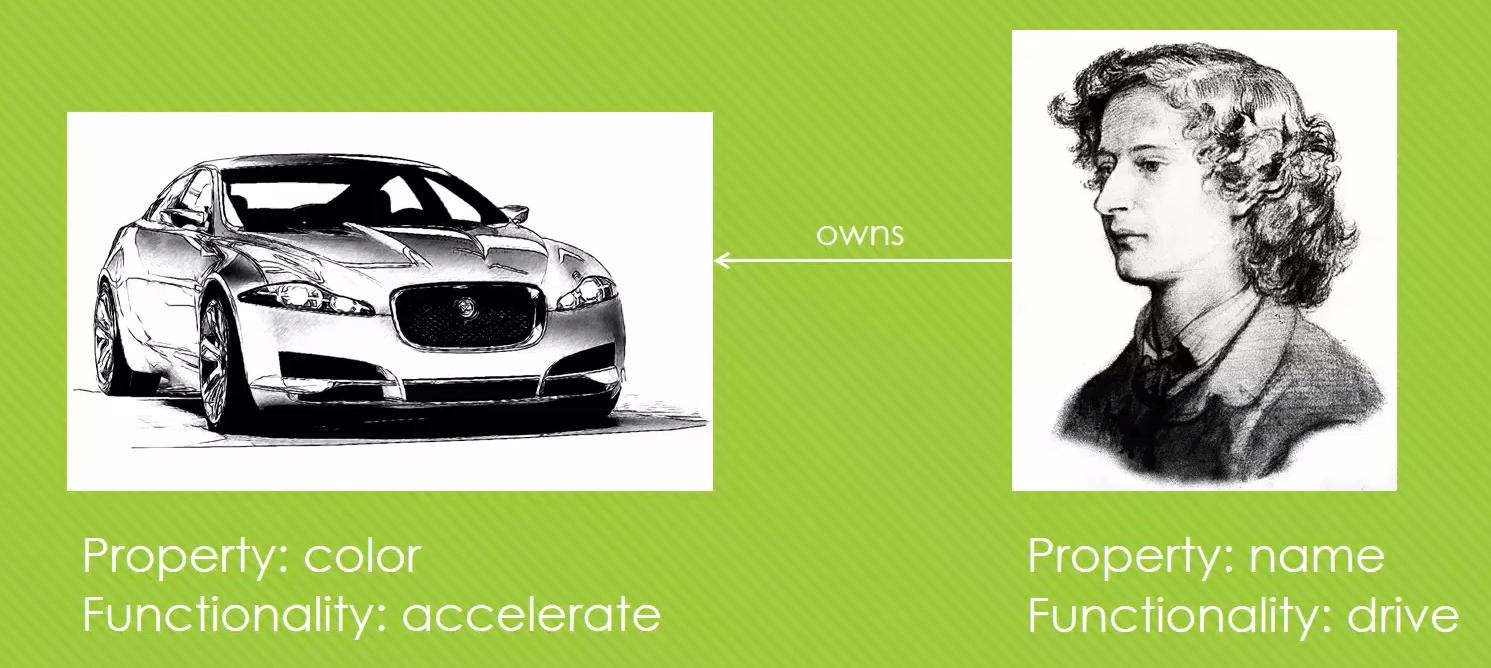 owns
Property: color
Functionality: accelerate
Property: name
Functionality: drive